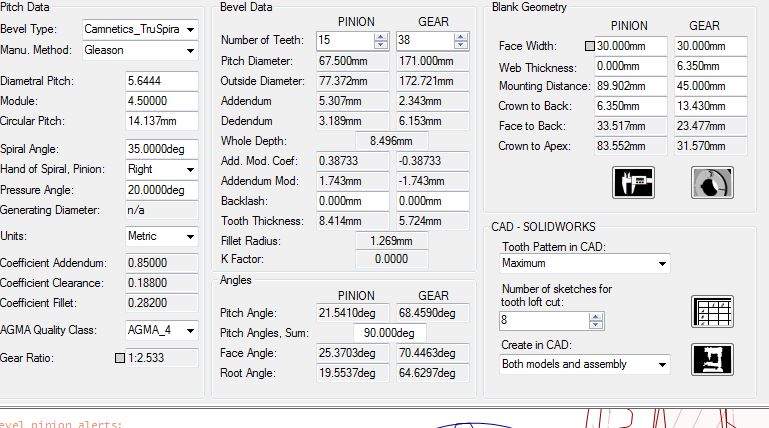 Pitch Data
Bevel Type: Camnetics_TruSpira
Manu. Method: Gleason
Diametral Pitch: 5.6444
Module: 4.50000
Circular Pitch: 14.137mm
Spiral Angle: 35.0000deg
Hand of Spiral, Pinion: Right
Pressure Angle: 20.0000deg
Generating Diameter: n/a
Units: Metric
Coefficient Addendum: 0.85000
Coefficient Clearance: 0.18800
Coefficient Fillet: 0.28200
AGMA Quality Class: AGMA_4
Gear Ratio: 1:2.533
Bevel Data
PINION GEAR
Number of Teeth: 15 38
Pitch Diameter: 67.500mm 171.000mm
Outside Diameter: 77.372mm 172.721mm
Addendum 5.307mm 2.343mm
Dedendum 3.189mm 6.153mm
Whole Depth: 8.496mm
Add. Mod. Coef: 0.38733 -0.38733
Addendum Mod: 1.743mm -1.743mm
Backlash: 0.000mm 0.000mm
Tooth Thickness: 8.414mm 5.724mm
Fillet Radius: 1.269mm
K Factor: 0.0000
Angles
PINION GEAR
Pitch Angle: 21.5410deg 68.4590deg
Pitch Angles, Sum: 90.000deg
Face Angle: 25.3703deg 70.4463deg
Root Angle: 19.5537deg 64.6297deg
Blank Geometry
PINION GEAR
Face Width: 30.000mm 30.000mm
Web Thickness: 0.000mm 6.350mm
Mounting Distance: 89.902mm 45.000mm
Crown to Back: 6.350mm 13.430mm
Face to Back: 33.517mm 23.477mm
Crown to Apex: 83.552mm 31.570mm
CAD - SOLIDWORKS
Tooth Pattern in CAD:
Maximum
Number of sketches for
tooth loft cut:
8
Create in CAD:
Both models and assembly
evel pinion alerts: